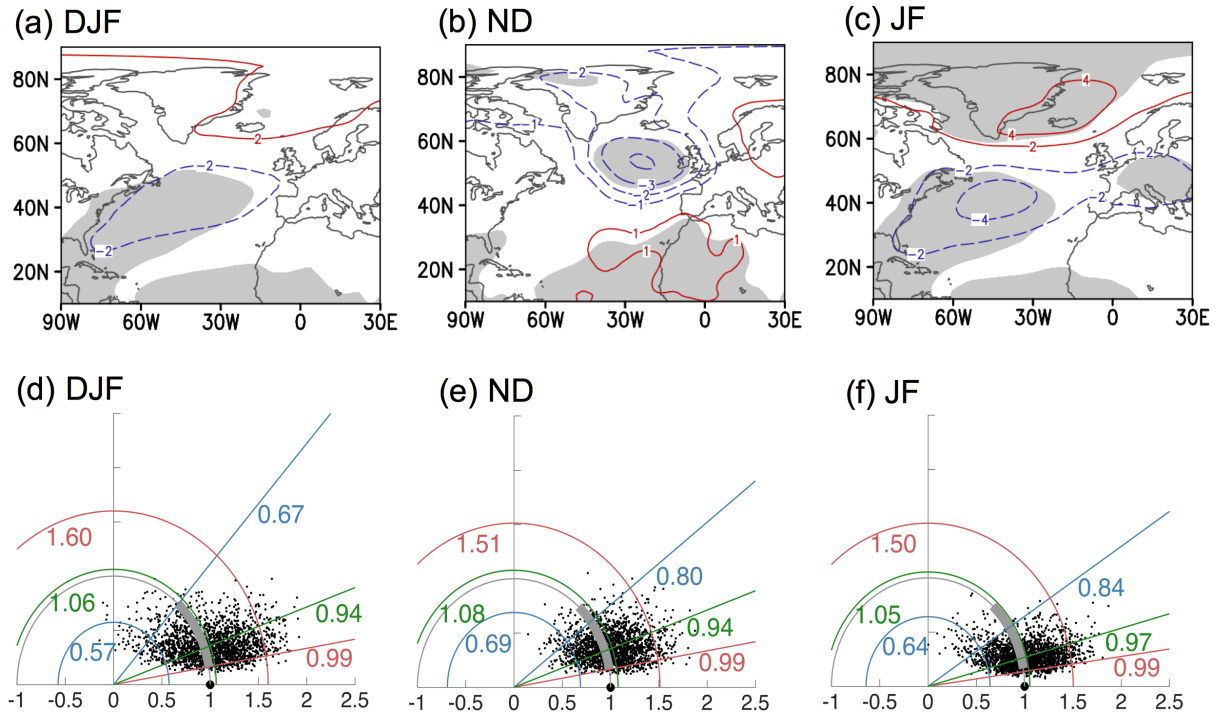 (a) DJF
(b) ND
(c) JF
80N
60N
40N
20N
90W 60W 30W 0 30E
2
-2
-2
80N
60N
40N
20N
90W 60W 30W 0 30E
-2
-1
-3
-2
-1
1
1
1
80N
60N
40N
20N
90W 60W 30W 0 30E
4
4
2
-2
-2
-4
-2
-2
(d) DJF
(e) ND
(f) JF
0.67
1.60
1.06
0.94
0.57
0.99
-1 -0.5 0 0.5 1 1.5 2 2.5
1.51
0.80
1.08
0.94
0.69
0.99
-1 -0.5 0 0.5 1 1.5 2 2.5
1.50
0.84
1.05
0.97
0.64
0.99
-1 -0.5 0 0.5 1 1.5 2 2.5